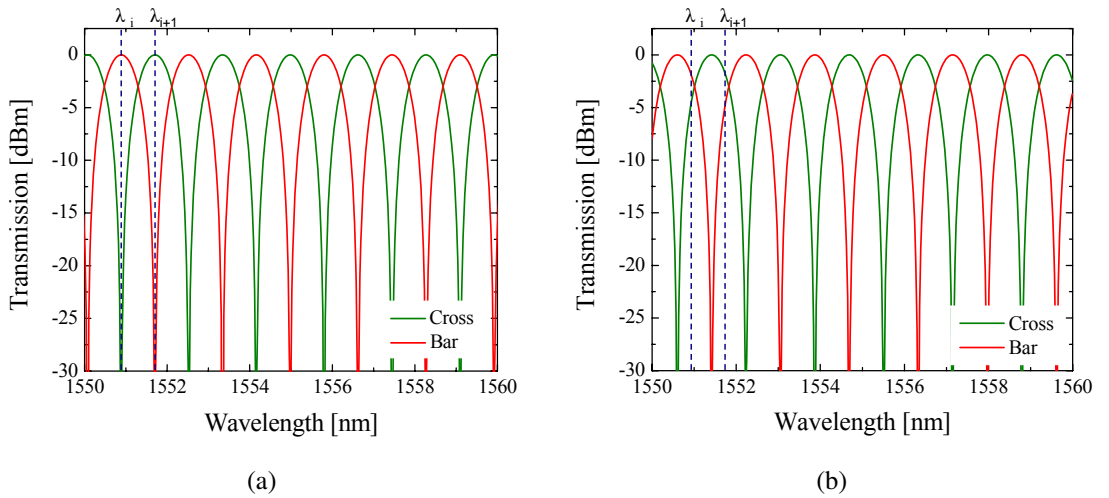 λ i λ i+1
0
-5
-10
-15
-20
-25
-30
Transmission [dBm]
Cross
Bar
1550 1552 1554 1556 1558 1560
Wavelength [nm]
(a)
λ i λ i+1
0
-5
-10
-15
-20
-25
-30
Transmission [dBm]
Cross
Bar
1550 1552 1554 1556 1558 1560
Wavelength [nm]
(b)